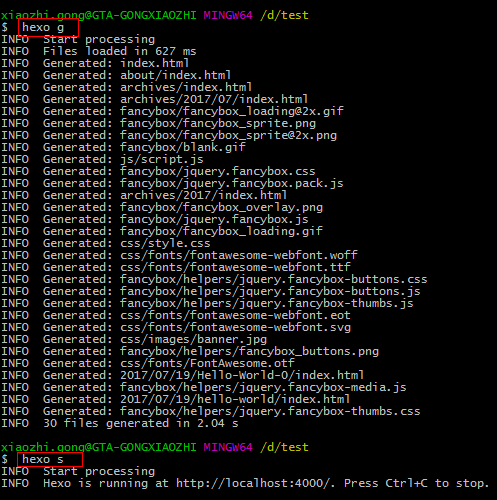 xiaozhi.gong@GTA-GONGXIAOZHI MINGW64 /d/test
$ hexo g
INFO  Start processing
INFO  Files loaded in 627 ms
INFO  Generated: index.html
INFO  Generated: about/index.html
INFO  Generated: archives/index.html
INFO  Generated: archives/2017/07/index.html
INFO  Generated: fancybox/fancybox_loading@2x.gif
INFO  Generated: fancybox/fancybox_sprite.png
INFO  Generated: fancybox/fancybox_sprite@2x.png
INFO  Generated: fancybox/blank.gif
INFO  Generated: js/script.js
INFO  Generated: fancybox/jquery.fancybox.css
INFO  Generated: fancybox/jquery.fancybox.pack.js
INFO  Generated: archives/2017/index.html
INFO  Generated: fancybox/fancybox_overlay.png
INFO  Generated: fancybox/jquery.fancybox.js
INFO  Generated: fancybox/fancybox_loading.gif
INFO  Generated: css/style.css
INFO  Generated: css/fonts/fontawesome-webfont.woff
INFO  Generated: css/fonts/fontawesome-webfont.ttf
INFO  Generated: fancybox/helpers/jquery.fancybox-buttons.css
INFO  Generated: fancybox/helpers/jquery.fancybox-buttons.js
INFO  Generated: fancybox/helpers/jquery.fancybox-thumbs.js
INFO  Generated: css/fonts/fontawesome-webfont.eot
INFO  Generated: css/fonts/fontawesome-webfont.svg
INFO  Generated: css/images/banner.jpg
INFO  Generated: fancybox/helpers/fancybox_buttons.png
INFO  Generated: css/fonts/FontAwesome.otf
INFO  Generated: 2017/07/19/Hello-World-0/index.html
INFO  Generated: fancybox/helpers/jquery.fancybox-media.js
INFO  Generated: 2017/07/19/hello-world/index.html
INFO  Generated: fancybox/helpers/jquery.fancybox-thumbs.css
INFO  30 files generated in 2.04 s
xiaozhi.gong@GTA-GONGXIAOZHI MINGW64 /d/test
$ hexo s
INFO  Start processing
INFO  Hexo is running at http://localhost:4000/. Press Ctrl+C to stop.